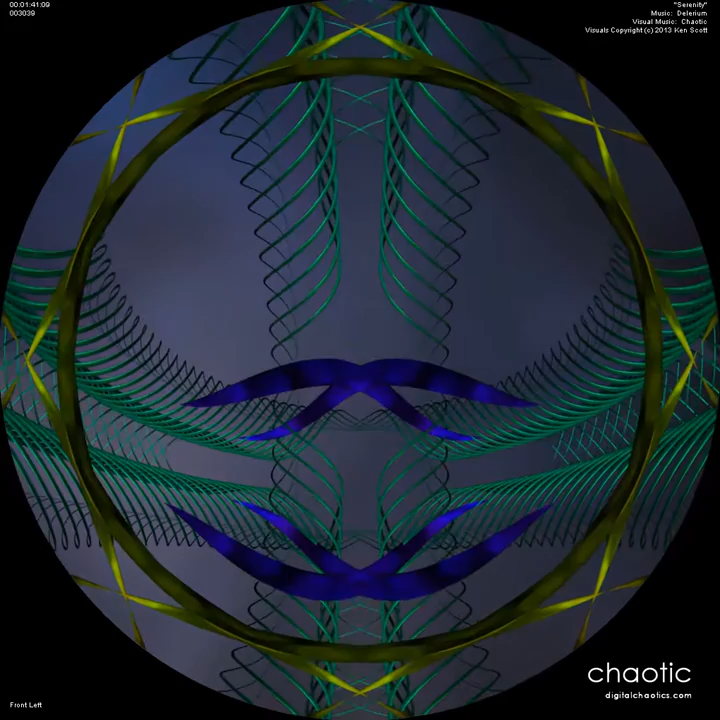 00:01:41:09
003039
"Serenity"
Music: Delerium
Visual Music: Chaotic
Visuals Copyright (c) 2013 Ken Scott
Front Left
chaotic
digitalchaotics.com